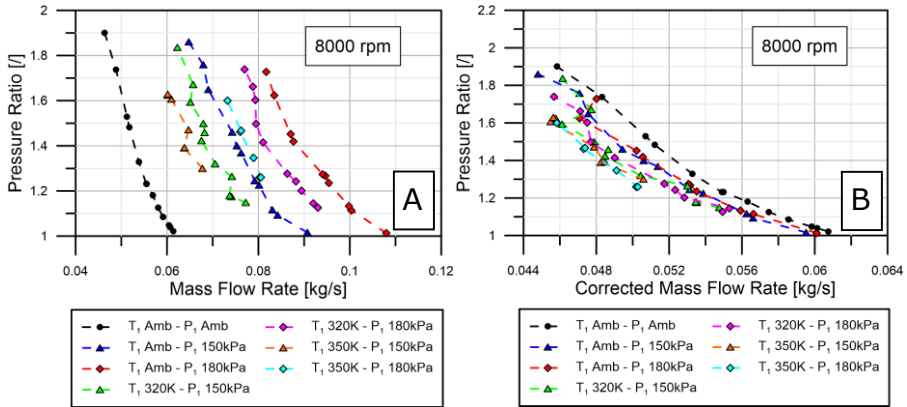 2
1.8
1.6
1.4
1.2
1
Pressure Ratio [/]
8000 rpm
A
0.04 0.06 0.08 0.1 0.12
Mass Flow Rate [kg/s]
T1 Amb - P1 Amb
T1 Amb - P1 150kPa
T1 Amb - P1 180kPa
T1 320K - P1 150kPa
T1 320K - P1 180kPa
T1 350K - P1 150kPa
T1 350K - P1 180kPa
2.2
2
1.8
1.6
1.4
1.2
1
Pressure Ratio [/]
8000 rpm
B
0.044 0.048 0.052 0.056 0.06 0.064
Corrected Mass Flow Rate [kg/s]
T1 Amb - P1 Amb
T1 Amb - P1 150kPa
T1 Amb - P1 180kPa
T1 320K - P1 150kPa
T1 320K - P1 180kPa
T1 350K - P1 150kPa
T1 350K - P1 180kPa